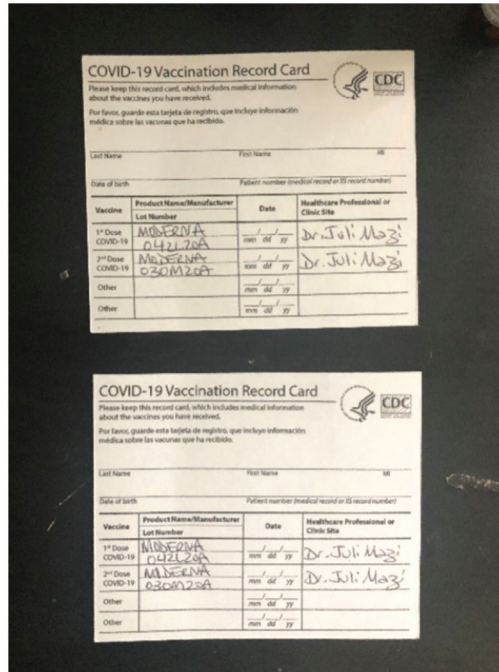 COVID-19 Vaccination Record Card
CDC
Please keep this record card, which includes medical information
about the vaccines you have received.
Por favor, guarde esta tarjeta de registro, que incluye información
médica sobre las vacunas que ha recibido.
Last Name First Name MI
Date of birth Patient number (medical record or IIS record number)
Vaccine Product Name/Manufacturer Date Healthcare Professional or
Lot Number Clinic Site
1st Dose MODERNA Dr. Juli Mazi
COVID-19 042L20A mm dd yy
2nd Dose MODERNA Dr. Juli Mazi
COVID-19 030M20A mm dd yy
Other
mm dd yy
Other
mm dd yy
COVID-19 Vaccination Record Card
CDC
Please keep this record card, which includes medical information
about the vaccines you have received.
Por favor, guarde esta tarjeta de registro, que incluye información
médica sobre las vacunas que ha recibido.
Last Name First Name MI
Date of birth Patient number (medical record or IIS record number)
Vaccine Product Name/Manufacturer Date Healthcare Professional or
Lot Number Clinic Site
1st Dose MODERNA Dr. Juli Mazi
COVID-19 042L20A mm dd yy
2nd Dose MODERNA Dr. Juli Mazi
COVID-19 030M20A mm dd yy
Other
mm dd yy
Other
mm dd yy